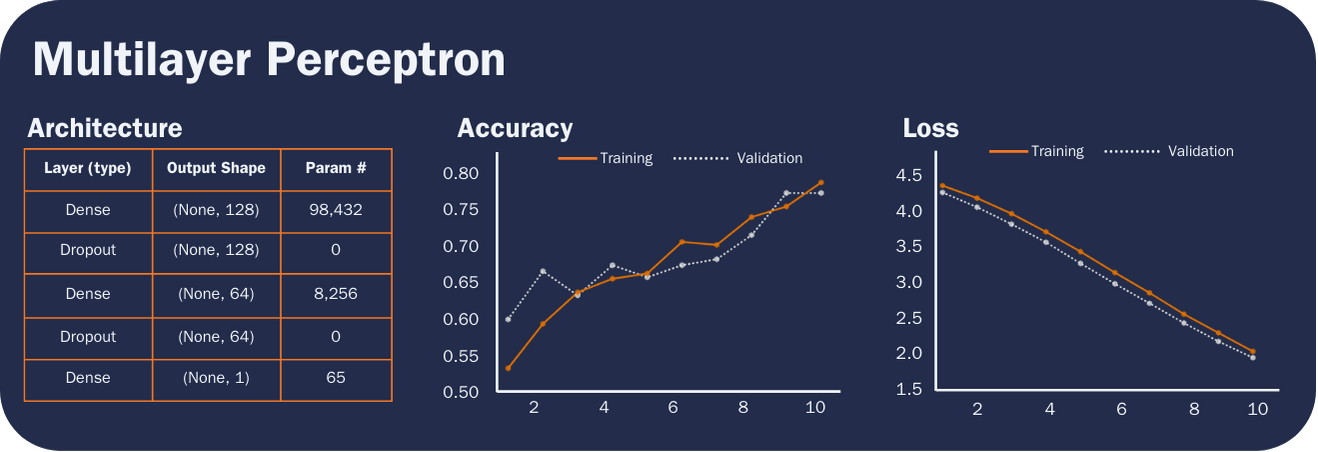 Multilayer Perceptron
Architecture
Layer (type) Output Shape Param #
Dense (None, 128) 98,432
Dropout (None, 128) 0
Dense (None, 64) 8,256
Dropout (None, 64) 0
Dense (None, 1) 65
Accuracy
Training Validation
0.80
0.75
0.70
0.65
0.60
0.55
0.50
2 4 6 8 10
Loss
Training Validation
4.5
4.0
3.5
3.0
2.5
2.0
1.5
2 4 6 8 10